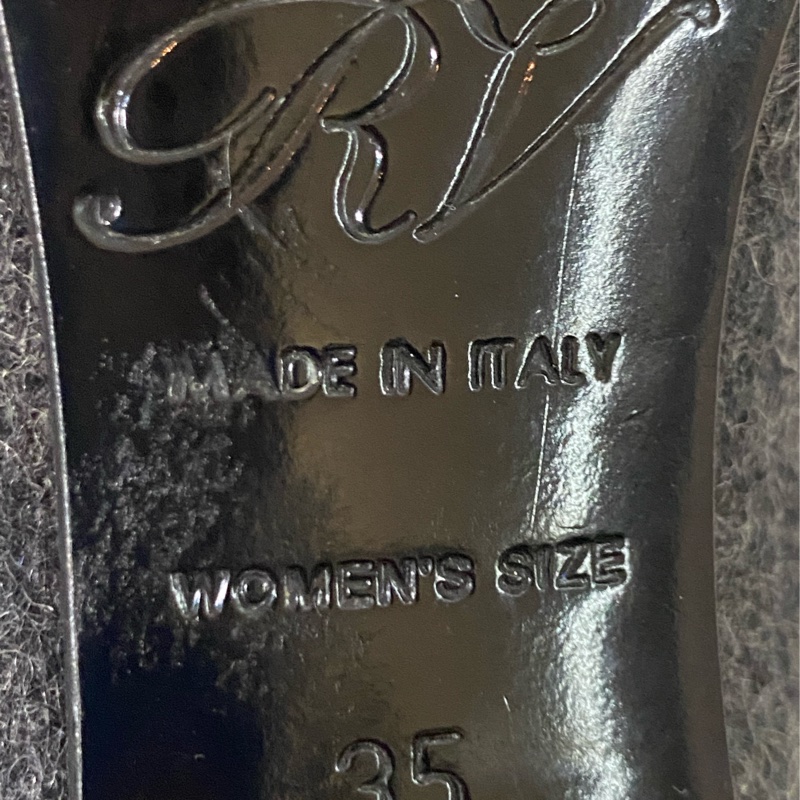 RV
MADE IN ITALY
WOMEN'S SIZE
35